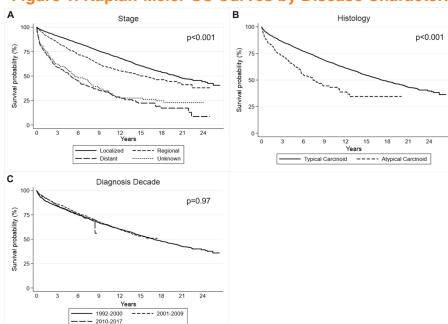 Figure 1. Kaplan-Meier OS Curves by Disease Characteri
A
Stage
p<0.001
Survival probability (%)
100
75
50
25
0
0 3 6 9 12 15 18 21 24
Years
Localized Regional
Distant Unknown
B
Histology
p<0.001
Survival probability (%)
100
75
50
25
0
0 3 6 9 12 15 18 21 24
Years
Typical Carcinoid Atypical Carcinoid
C
Diagnosis Decade
p=0.97
Survival probability (%)
100
75
50
25
0
0 3 6 9 12 15 18 21 24
Years
1992-2000 2001-2009
2010-2017